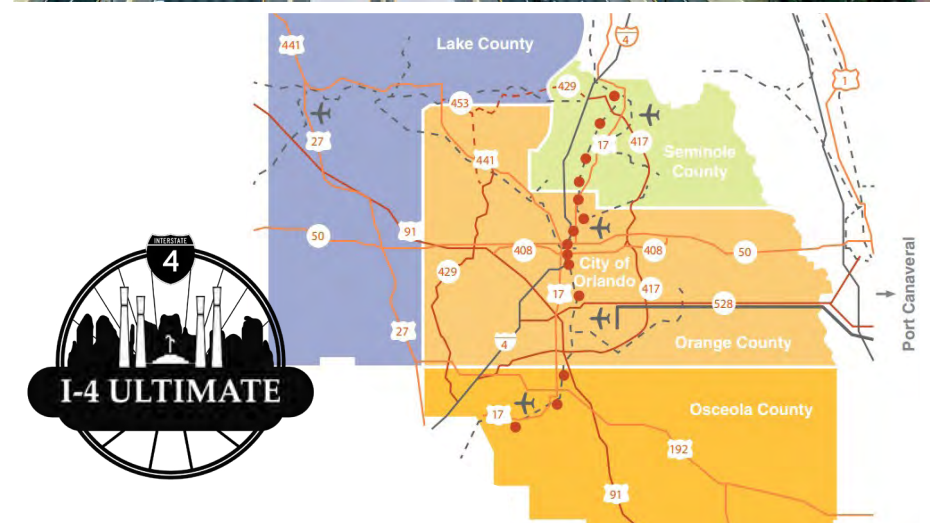 441
Lake County
4
1
429
453
27
17
417
441
Seminole
County
50
91
408
408
50
City of
Orlando
429
417
17
528
Port Canaveral
INTERSTATE
4
27
4
Orange County
I-4 ULTIMATE
17
Osceola County
192
91